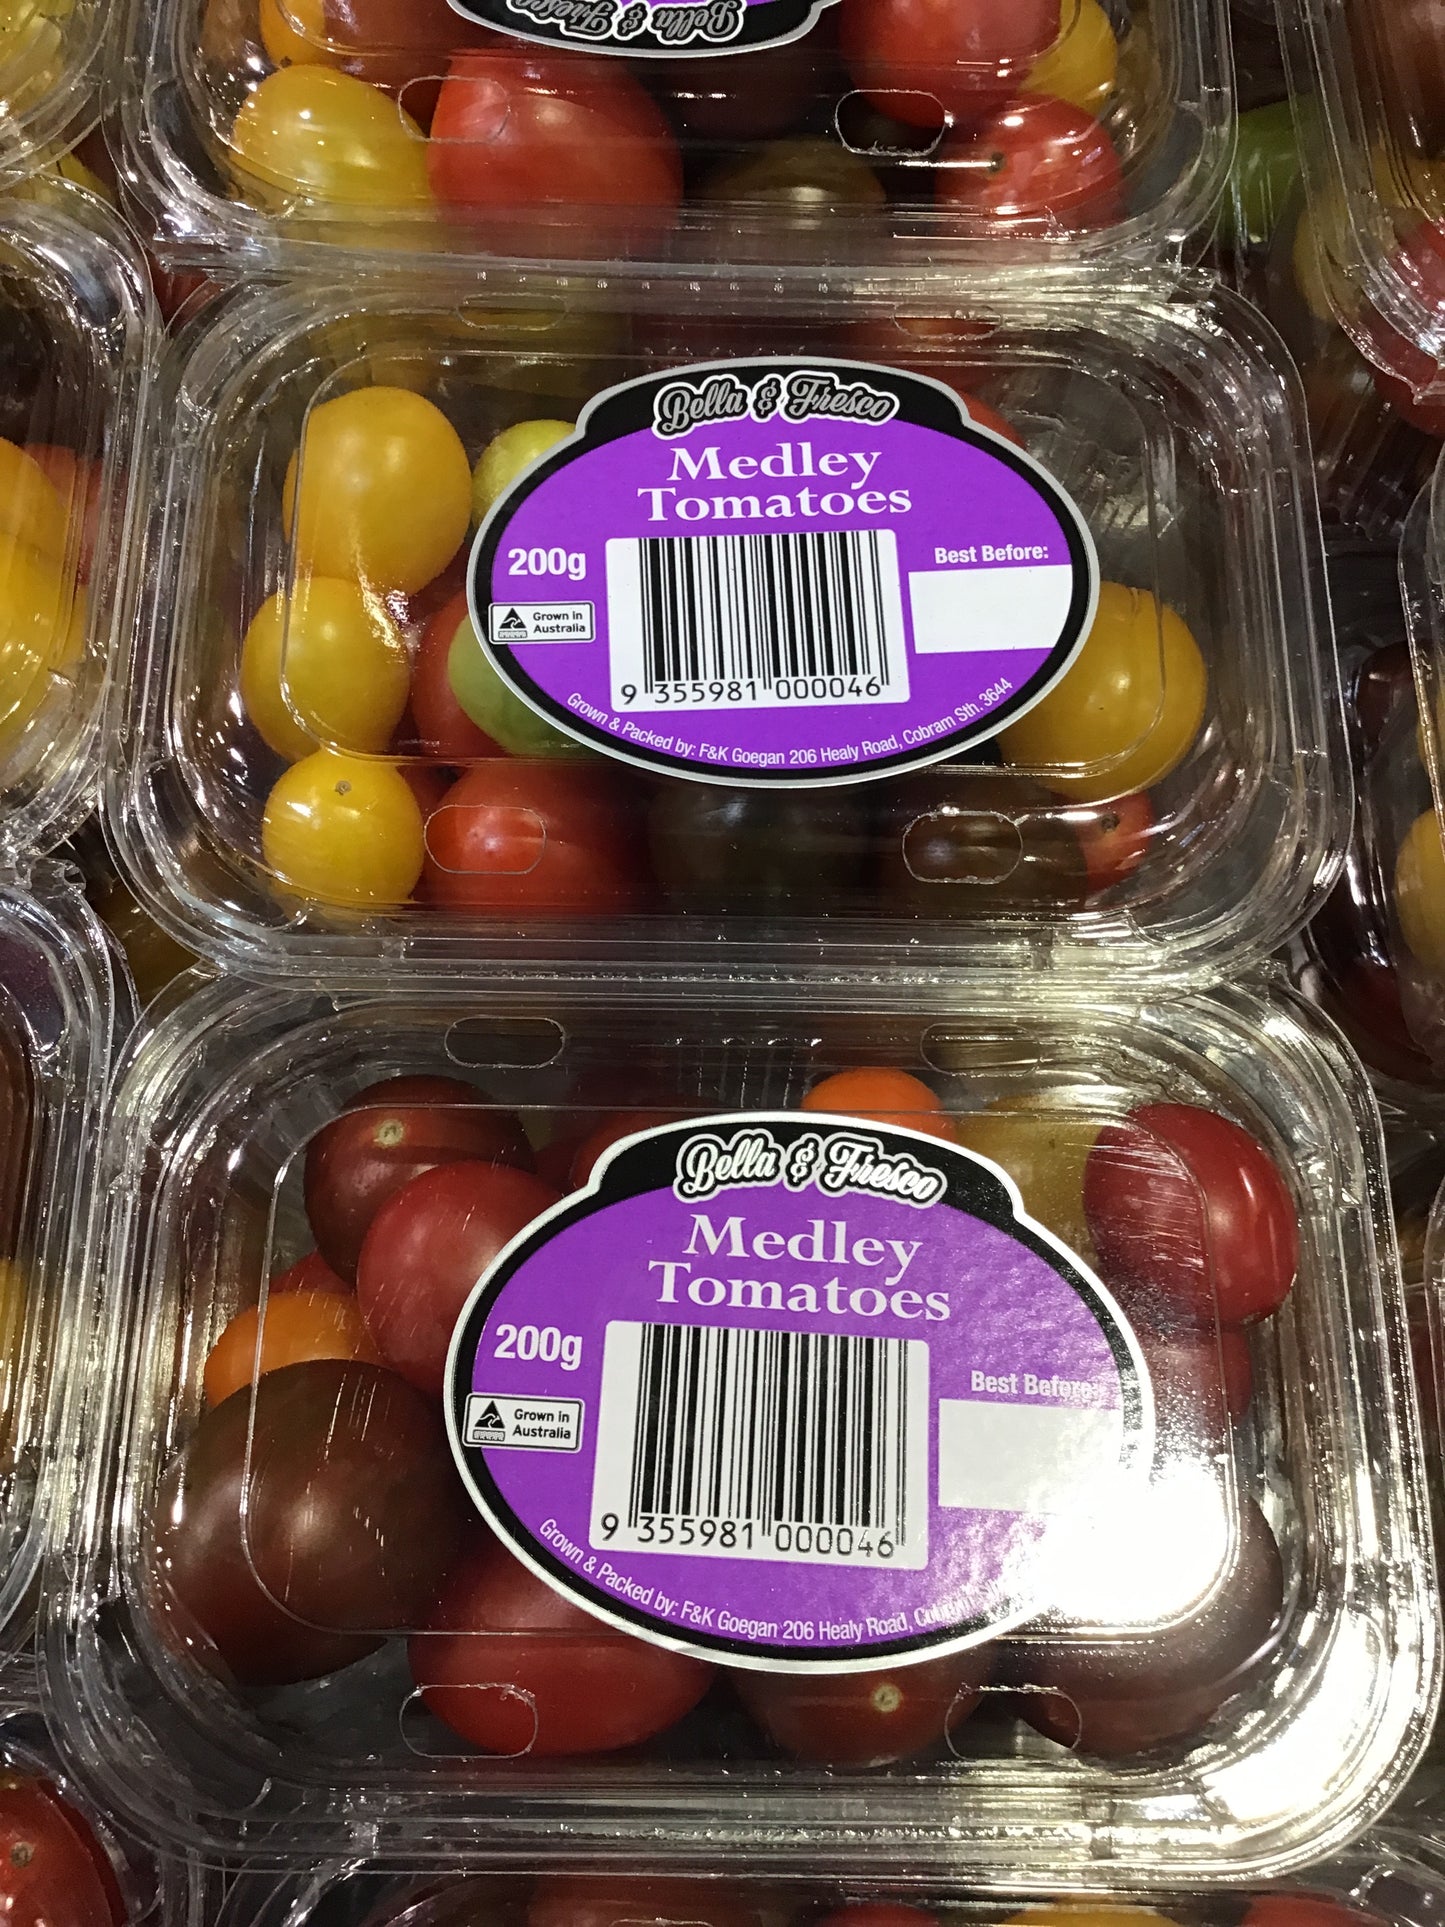 Bella & Fresco
Bella & Fresco
Medley
Tomatoes
200g
Best Before:
Grown in
Australia
9 355981 000046
Grown & Packed by: F&K Goegan 206 Healy Road, Cobram Sth. 3644
Bella & Fresco
Medley
Tomatoes
200g
Best Before:
Grown in
Australia
9 355981 000046
Grown & Packed by: F&K Goegan 206 Healy Road,